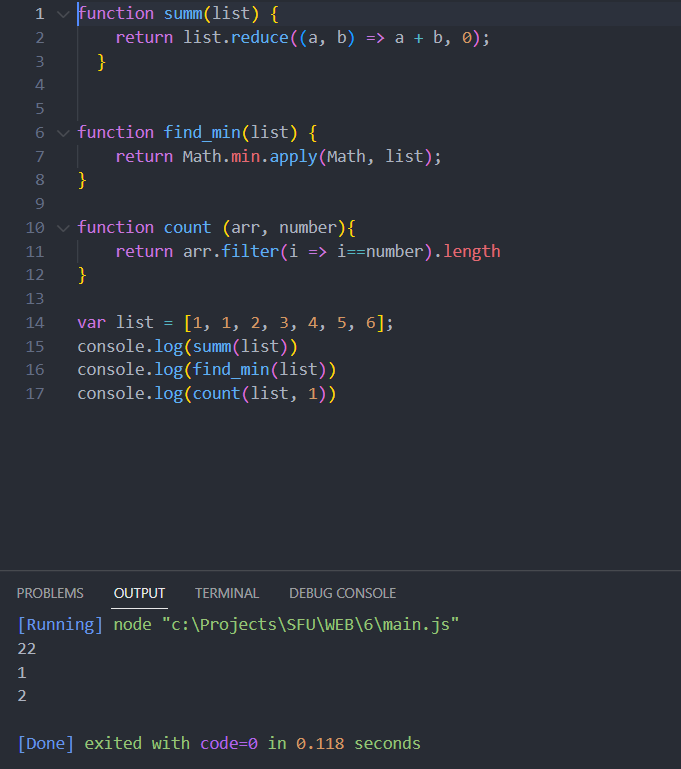 1 function summ(list) {
2     return list.reduce((a, b) => a + b, 0);
3   }
4
5
6 function find_min(list) {
7     return Math.min.apply(Math, list);
8 }
9
10 function count (arr, number){
11     return arr.filter(i => i==number).length
12 }
13
14 var list = [1, 1, 2, 3, 4, 5, 6];
15 console.log(summ(list))
16 console.log(find_min(list))
17 console.log(count(list, 1))
PROBLEMS OUTPUT TERMINAL DEBUG CONSOLE
[Running] node "c:\Projects\SFU\WEB\6\main.js"
22
1
2
[Done] exited with code=0 in 0.118 seconds